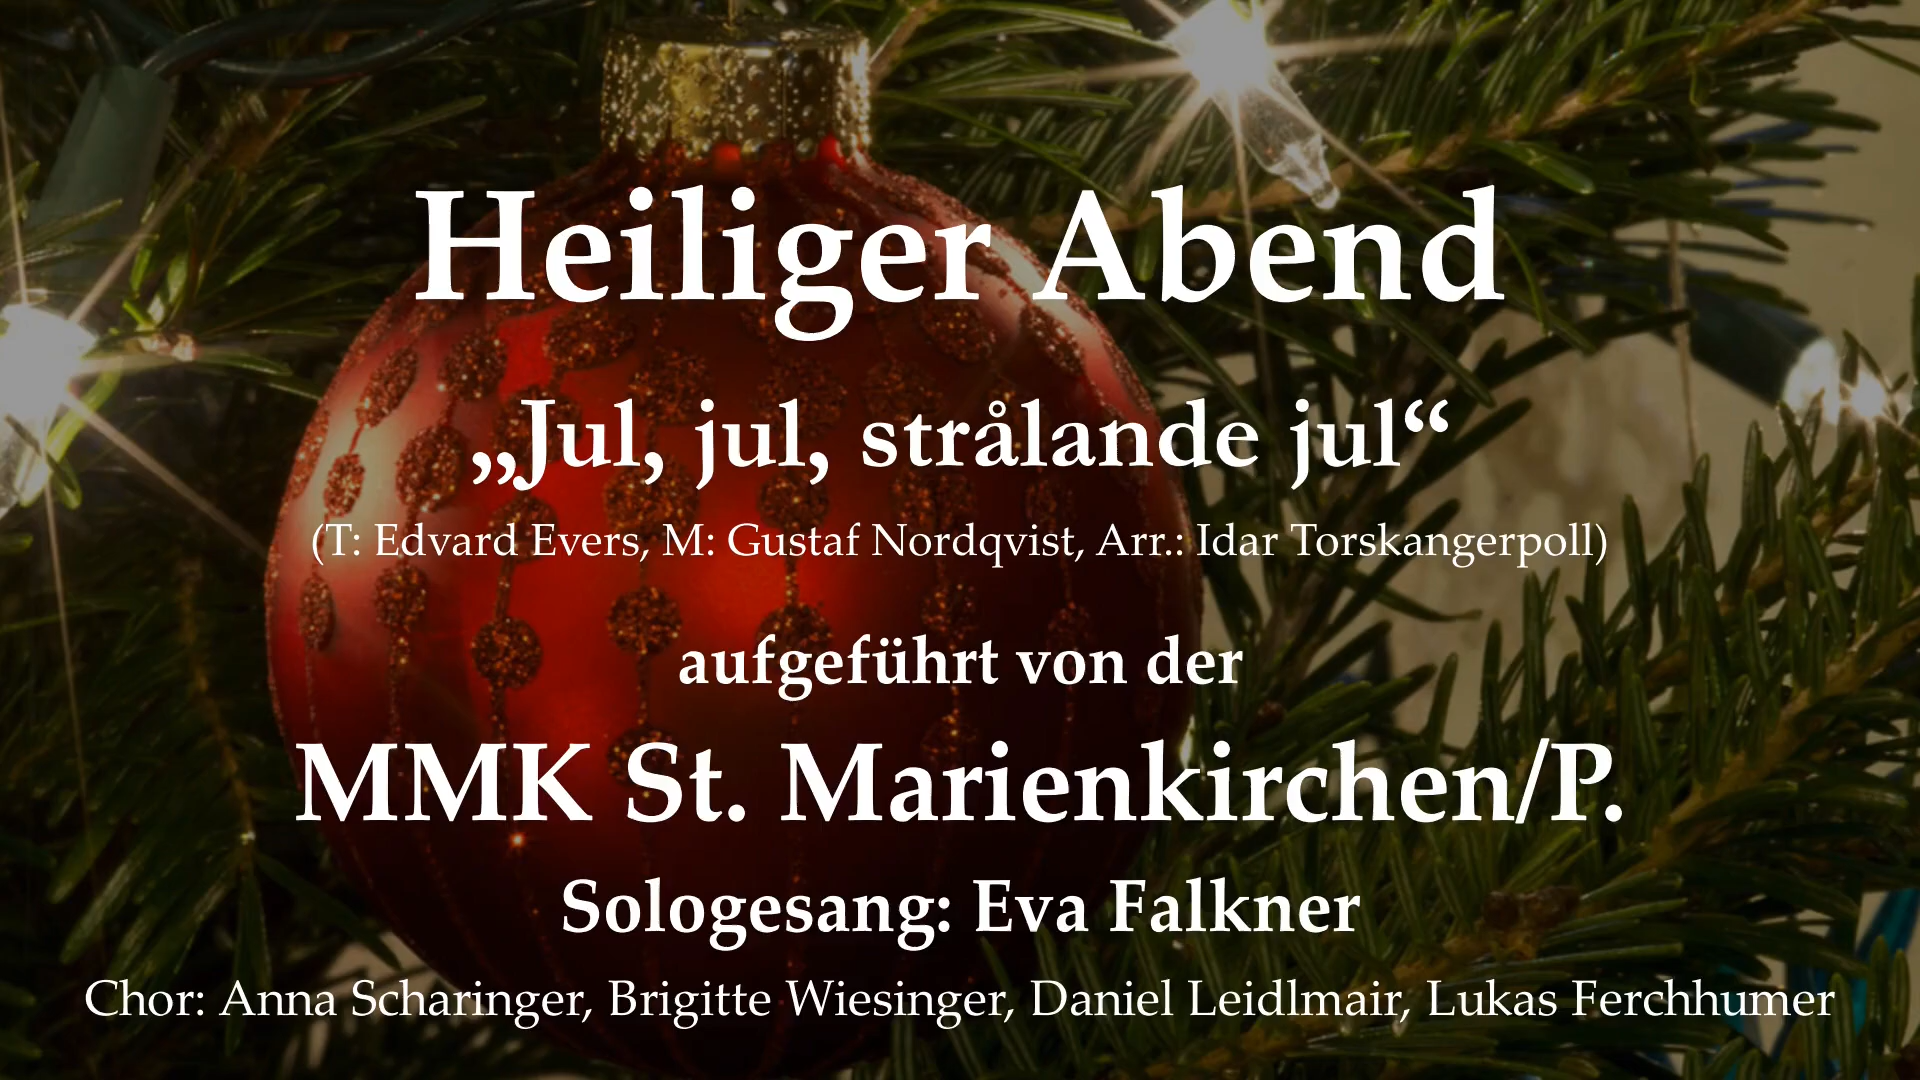 Heiliger Abend
„Jul, jul, strålande jul“
(T: Edvard Evers, M: Gustaf Nordqvist, Arr.: Idar Torskangerpoll)
aufgeführt von der
MMK St. Marienkirchen/P.
Sologesang: Eva Falkner
Chor: Anna Scharinger, Brigitte Wiesinger, Daniel Leidlmair, Lukas Ferchhumer